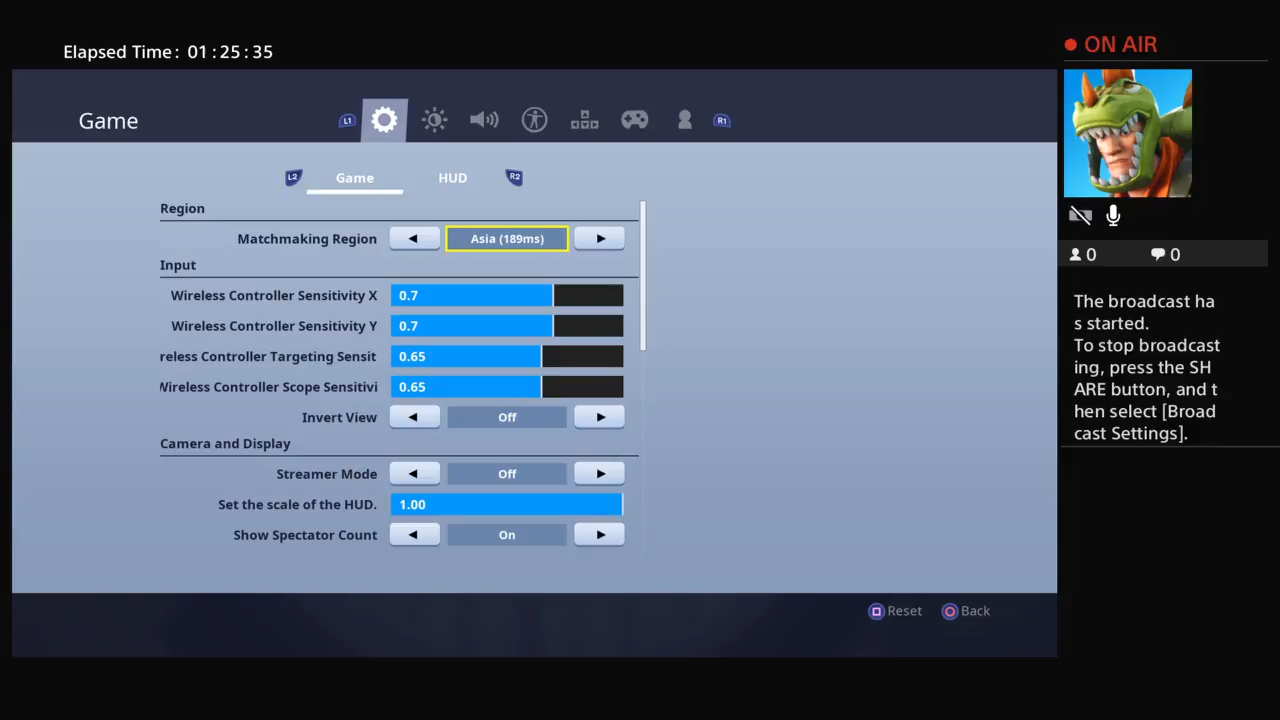 Elapsed Time: 01:25:35
ON AIR
Game
L1
R1
L2
Game
HUD
R2
Region
Matchmaking Region
Asia (189ms)
Input
Wireless Controller Sensitivity X
0.7
Wireless Controller Sensitivity Y
0.7
reless Controller Targeting Sensit
0.65
Wireless Controller Scope Sensitivi
0.65
Invert View
Off
Camera and Display
Streamer Mode
Off
Set the scale of the HUD.
1.00
Show Spectator Count
On
Reset
Back
0
0
The broadcast ha
s started.
To stop broadcast
ing, press the SH
ARE button, and t
hen select [Broad
cast Settings].